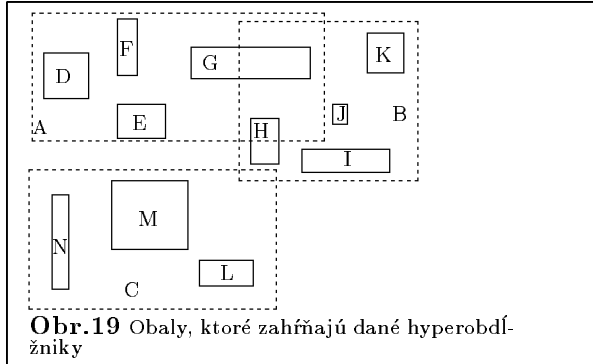 F
K
G
D
J
B
E
H
A
I
M
N
L
C
Obr.19 Obaly, ktoré zahŕňajú dané hyperobdĺ-
žniky